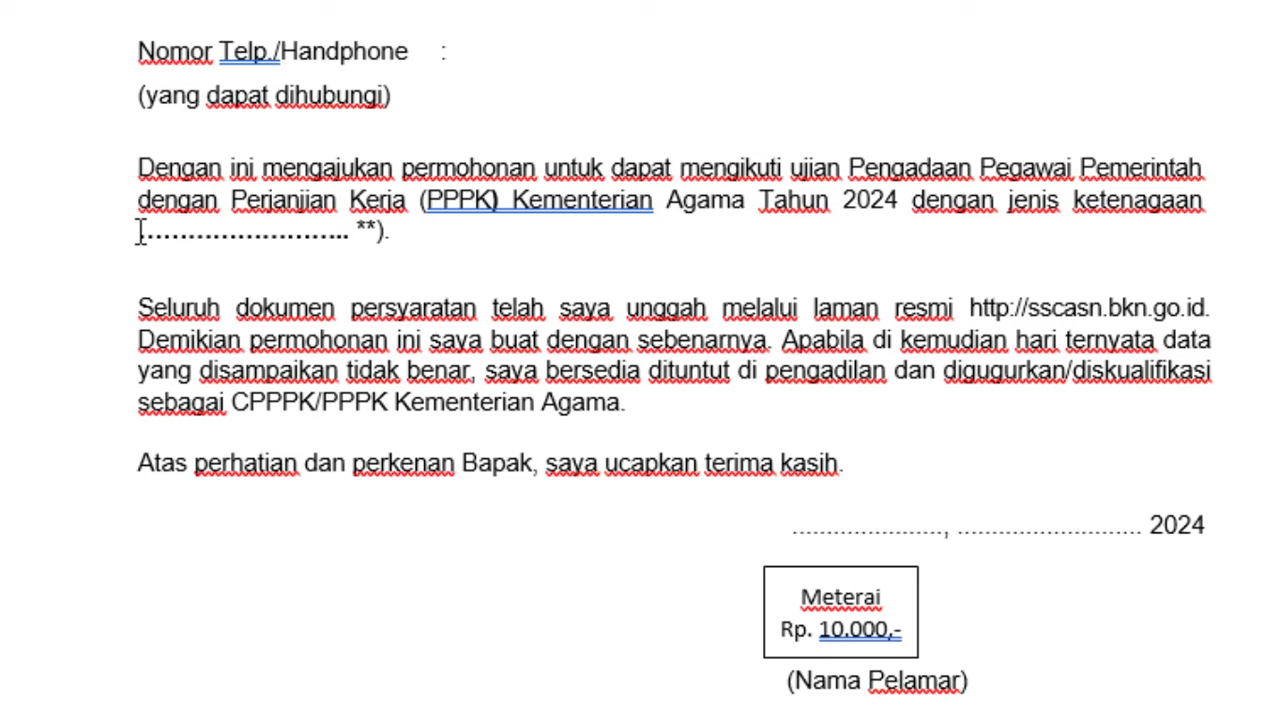 Nomor Telp./Handphone :
(yang dapat dihubungi)
Dengan ini mengajukan permohonan untuk dapat mengikuti ujian Pengadaan Pegawai Pemerintah
dengan Perjanjian Kerja (PPPK) Kementerian Agama Tahun 2024 dengan jenis ketenagaan
…………………….. **).
Seluruh dokumen persyaratan telah saya unggah melalui laman resmi http://sscasn.bkn.go.id.
Demikian permohonan ini saya buat dengan sebenarnya. Apabila di kemudian hari ternyata data
yang disampaikan tidak benar, saya bersedia dituntut di pengadilan dan digugurkan/diskualifikasi
sebagai CPPPK/PPPK Kementerian Agama.
Atas perhatian dan perkenan Bapak, saya ucapkan terima kasih.
......................, ........................... 2024
Meterai
Rp. 10.000,-
(Nama Pelamar)